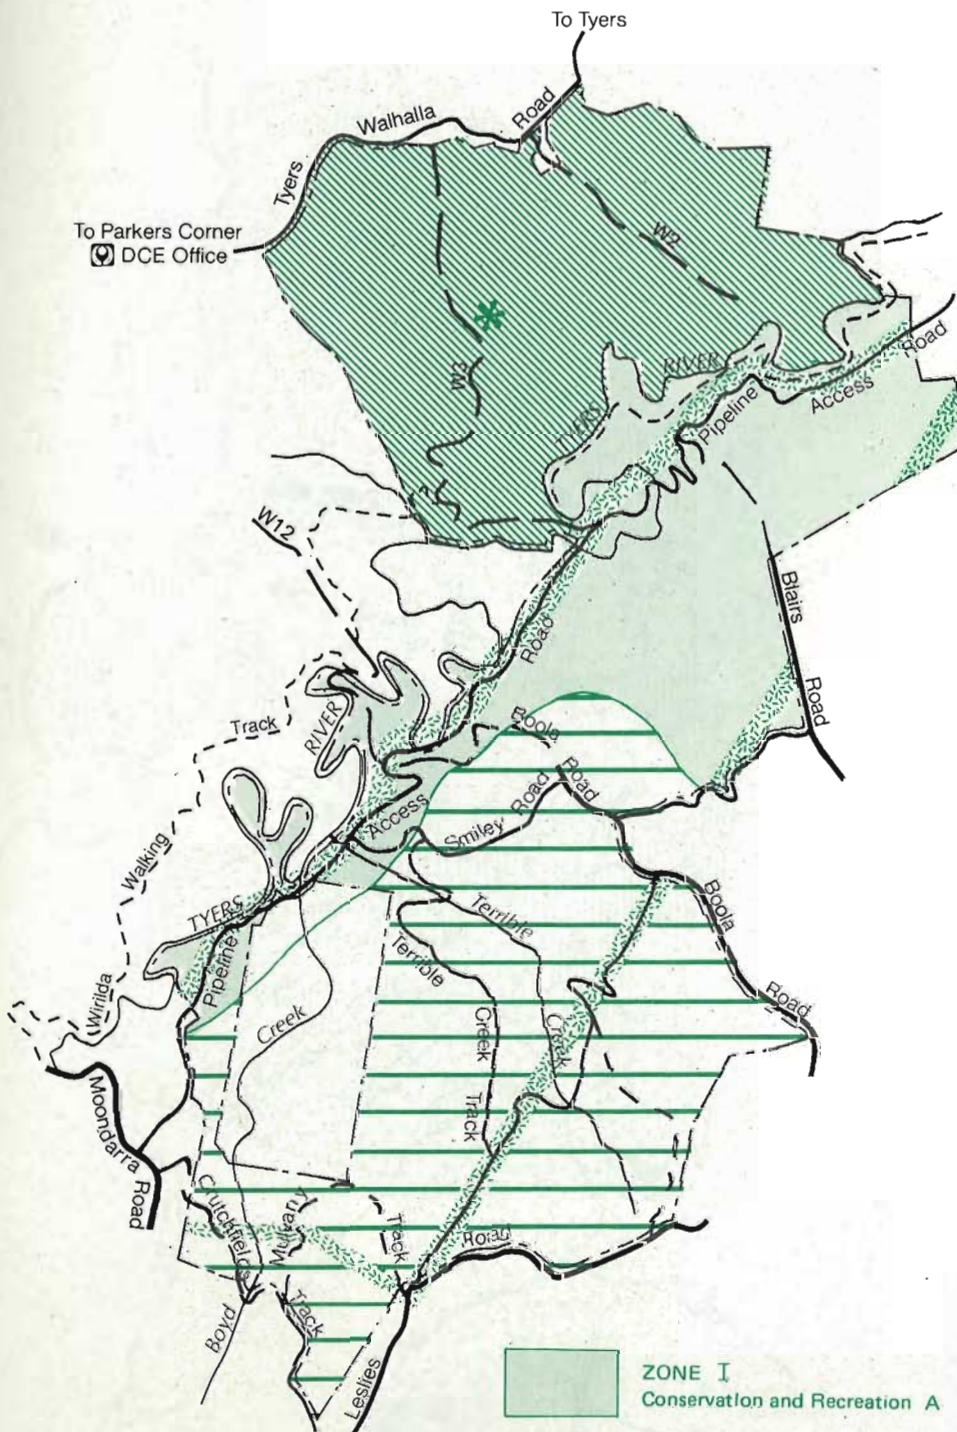 To Tyers
Tyers
Walhalla
Road
To Parkers Corner
DCE Office
W2
W3
TYERS
RIVER
Pipeline
Access
Road
W12
Blairs
Road
Road
Track
RIVER
Boola
Road
Access
Smiley
Road
Walking
TYERS
Pipeline
Wirilda
Creek
Terrible
Creek
Terrible
Creek
Track
Boola
Road
Moondarra
Road
Crutchfields
Mulvany
Track
Track
Road
Boyd
Leslies
ZONE I
Conservation and Recreation A